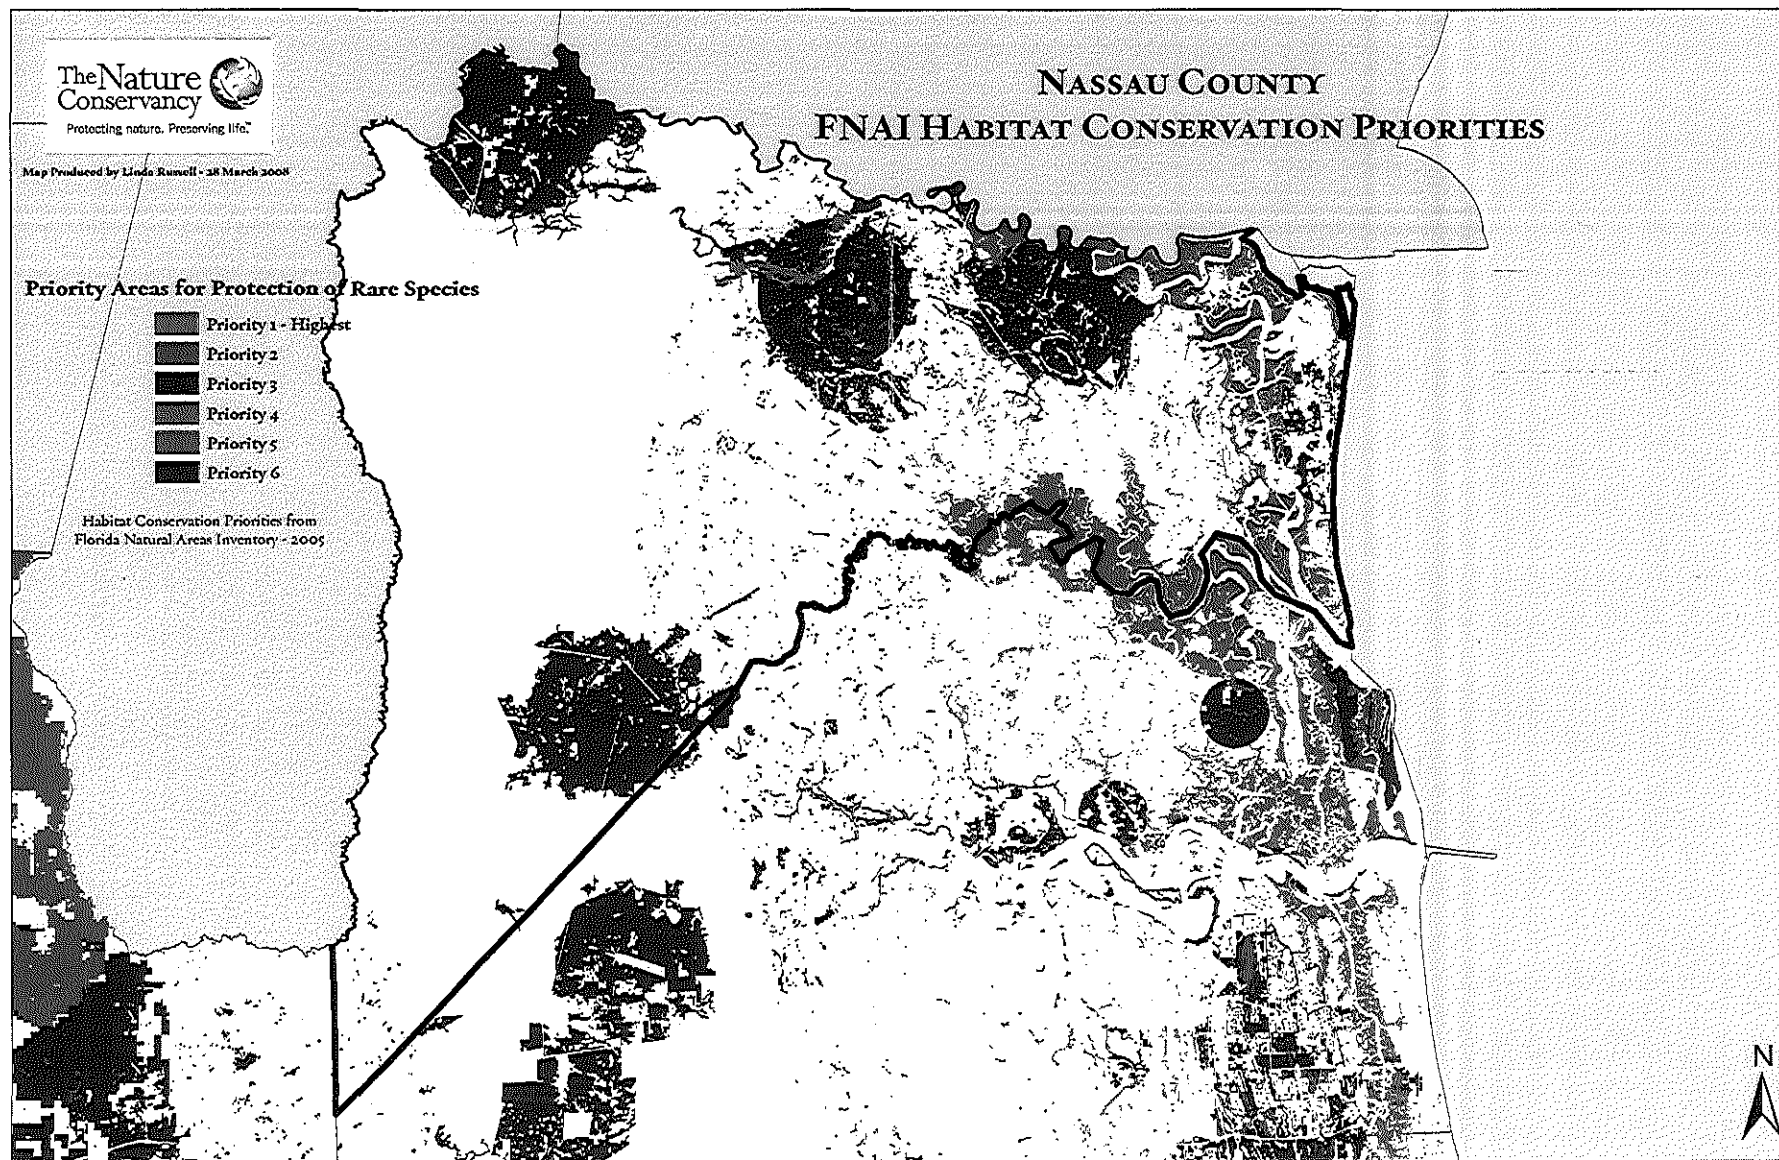 The Nature
Conservancy
Protecting nature. Preserving life.™
Map Produced by Linda Russell - 28 March 2008
NASSAU COUNTY
FNAI HABITAT CONSERVATION PRIORITIES
Priority Areas for Protection of Rare Species
Priority 1 - Highest
Priority 2
Priority 3
Priority 4
Priority 5
Priority 6
Habitat Conservation Priorities from
Florida Natural Areas Inventory - 2005
N